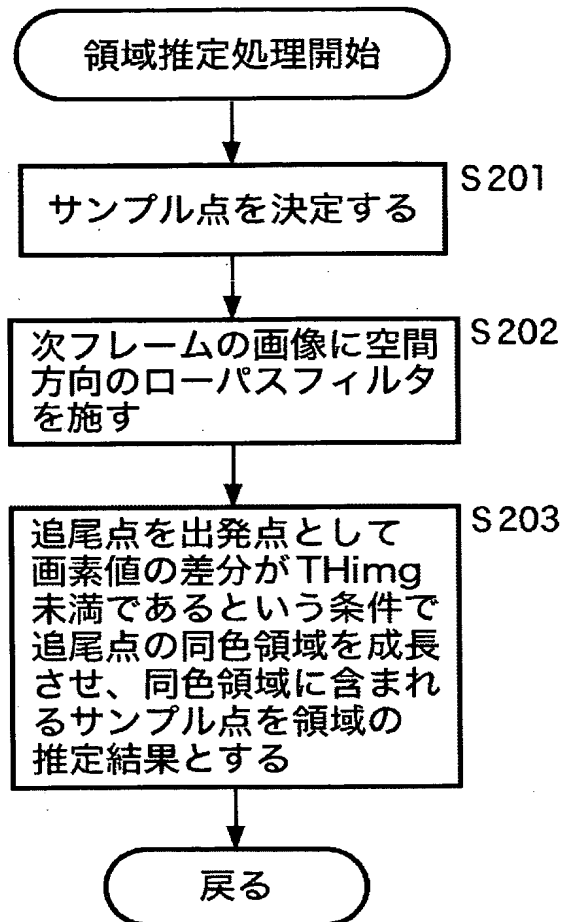 領域推定処理開始
サンプル点を決定する
S201
次フレームの画像に空間
方向のローパスフィルタ
を施す
S202
追尾点を出発点として
画素値の差分がTHimg
未満であるという条件で
追尾点の同色領域を成長
させ、同色領域に含まれ
るサンプル点を領域の
推定結果とする
S203
戻る